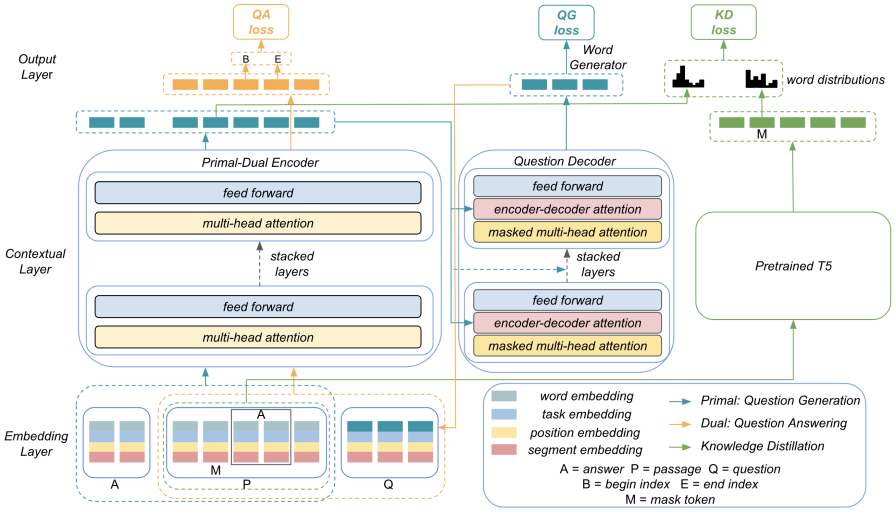 QA
loss
QG
loss
KD
loss
Output
Layer
B E
Word
Generator
word distributions
M
Primal-Dual Encoder
feed forward
multi-head attention
stacked
layers
feed forward
multi-head attention
Question Decoder
feed forward
encoder-decoder attention
masked multi-head attention
stacked
layers
feed forward
encoder-decoder attention
masked multi-head attention
Contextual
Layer
Pretrained T5
Embedding
Layer
A
M
A P Q
word embedding
task embedding
position embedding
segment embedding
Primal: Question Generation
Dual: Question Answering
Knowledge Distillation
A = answer P = passage Q = question
B = begin index E = end index
M = mask token